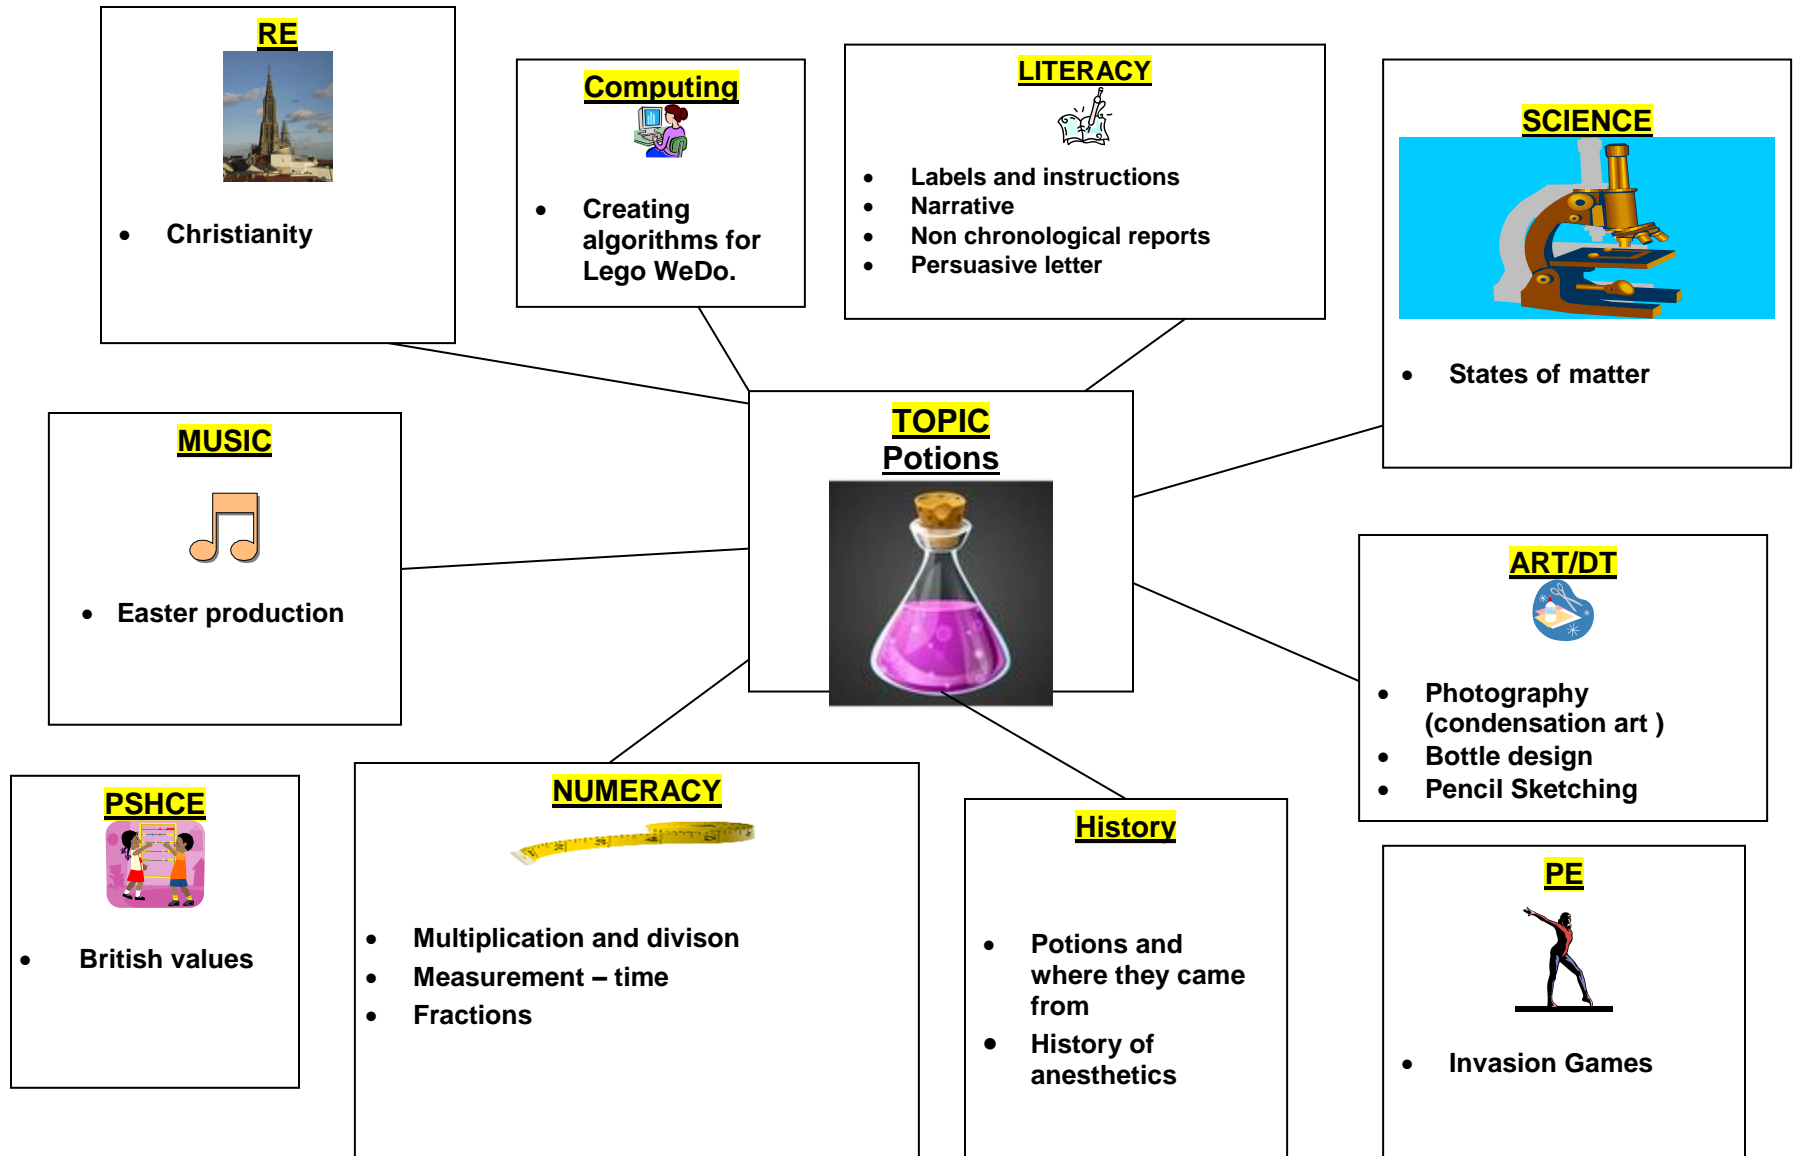 RE
• Christianity
Computing
• Creating
algorithms for
Lego WeDo.
LITERACY
• Labels and instructions
• Narrative
• Non chronological reports
• Persuasive letter
SCIENCE
• States of matter
MUSIC
• Easter production
TOPIC
Potions
ART/DT
• Photography
(condensation art )
• Bottle design
• Pencil Sketching
PSHCE
• British values
NUMERACY
• Multiplication and divison
• Measurement – time
• Fractions
History
• Potions and
where they came
from
• History of
anesthetics
PE
• Invasion Games